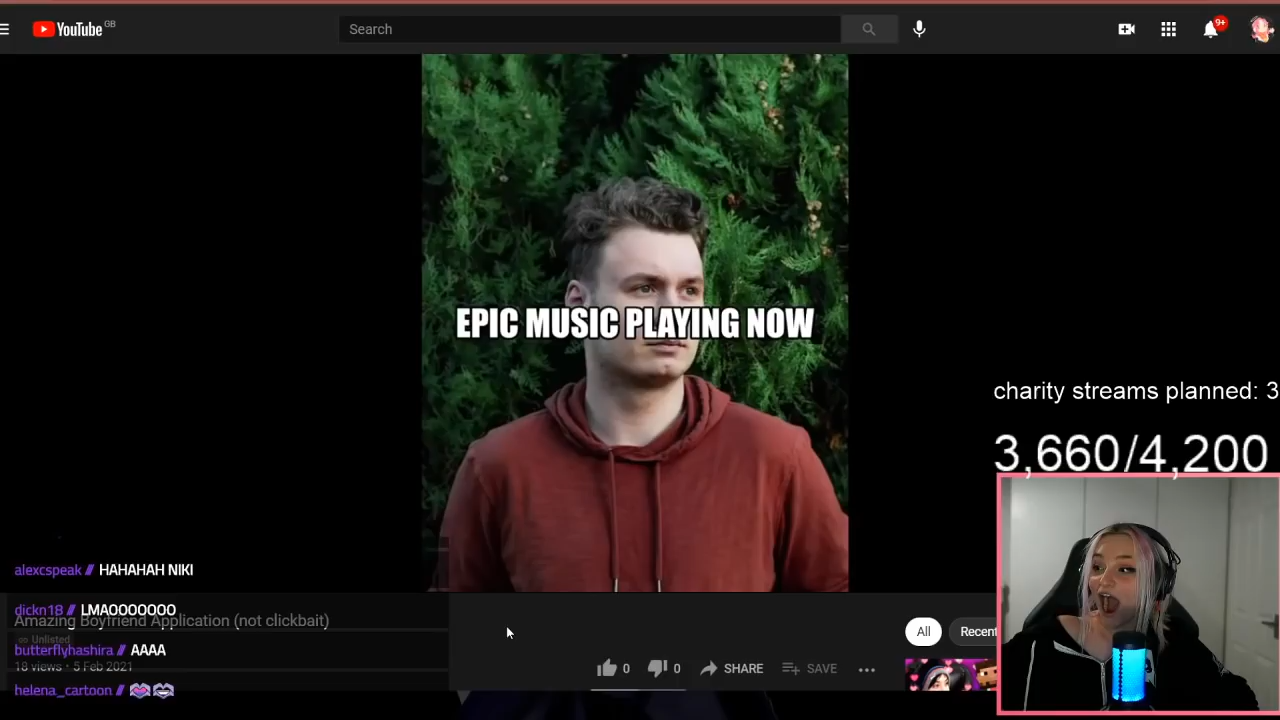 YouTube GB
Search
9+
EPIC MUSIC PLAYING NOW
charity streams planned: 3
3,660/4,200
alexcspeak // HAHAHAH NIKI
dickn18 // LMAOOOOOOO
Amazing Boyfriend Application (not clickbait)
Unlisted
butterflyhashira // AAAA
18 views • 5 Feb 2021
helena_cartoon //
0
0
SHARE
SAVE
All
Recent